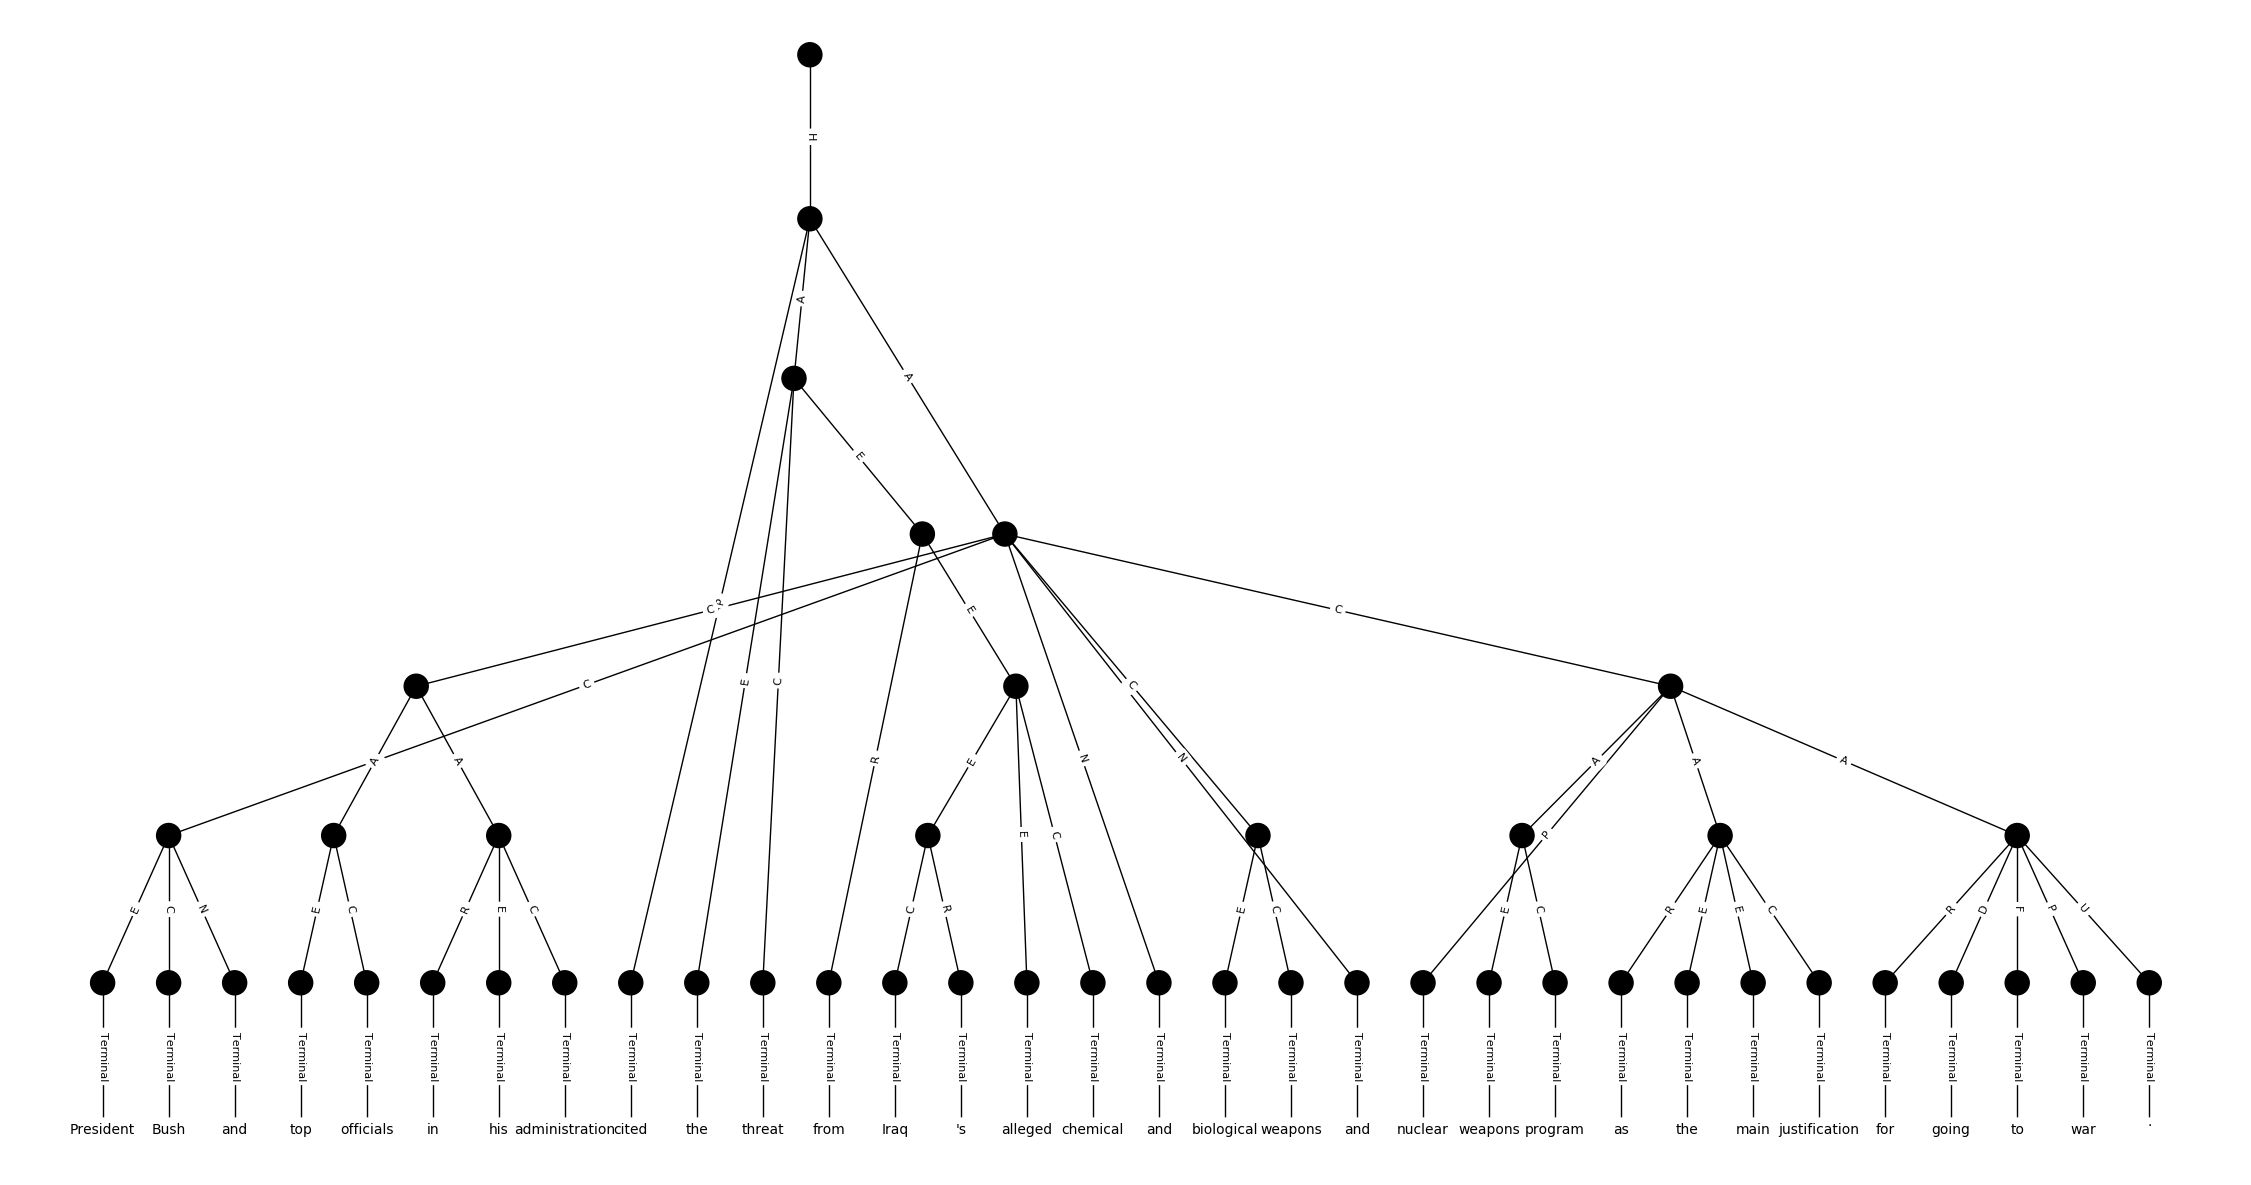 H
A
A
E
C P C
E E C C
R E N C N A A A
A A E E C P
E C N E C R E C C R E C E C R E E C R D F P U
Terminal Terminal Terminal Terminal Terminal Terminal Terminal Terminal Terminal Terminal Terminal Terminal Terminal Terminal Terminal Terminal Terminal Terminal Terminal Terminal Terminal Terminal Terminal Terminal Terminal Terminal Terminal Terminal Terminal Terminal Terminal Terminal
President Bush and top officials in his administration cited the threat from Iraq 's alleged chemical and biological weapons and nuclear weapons program as the main justification for going to war .